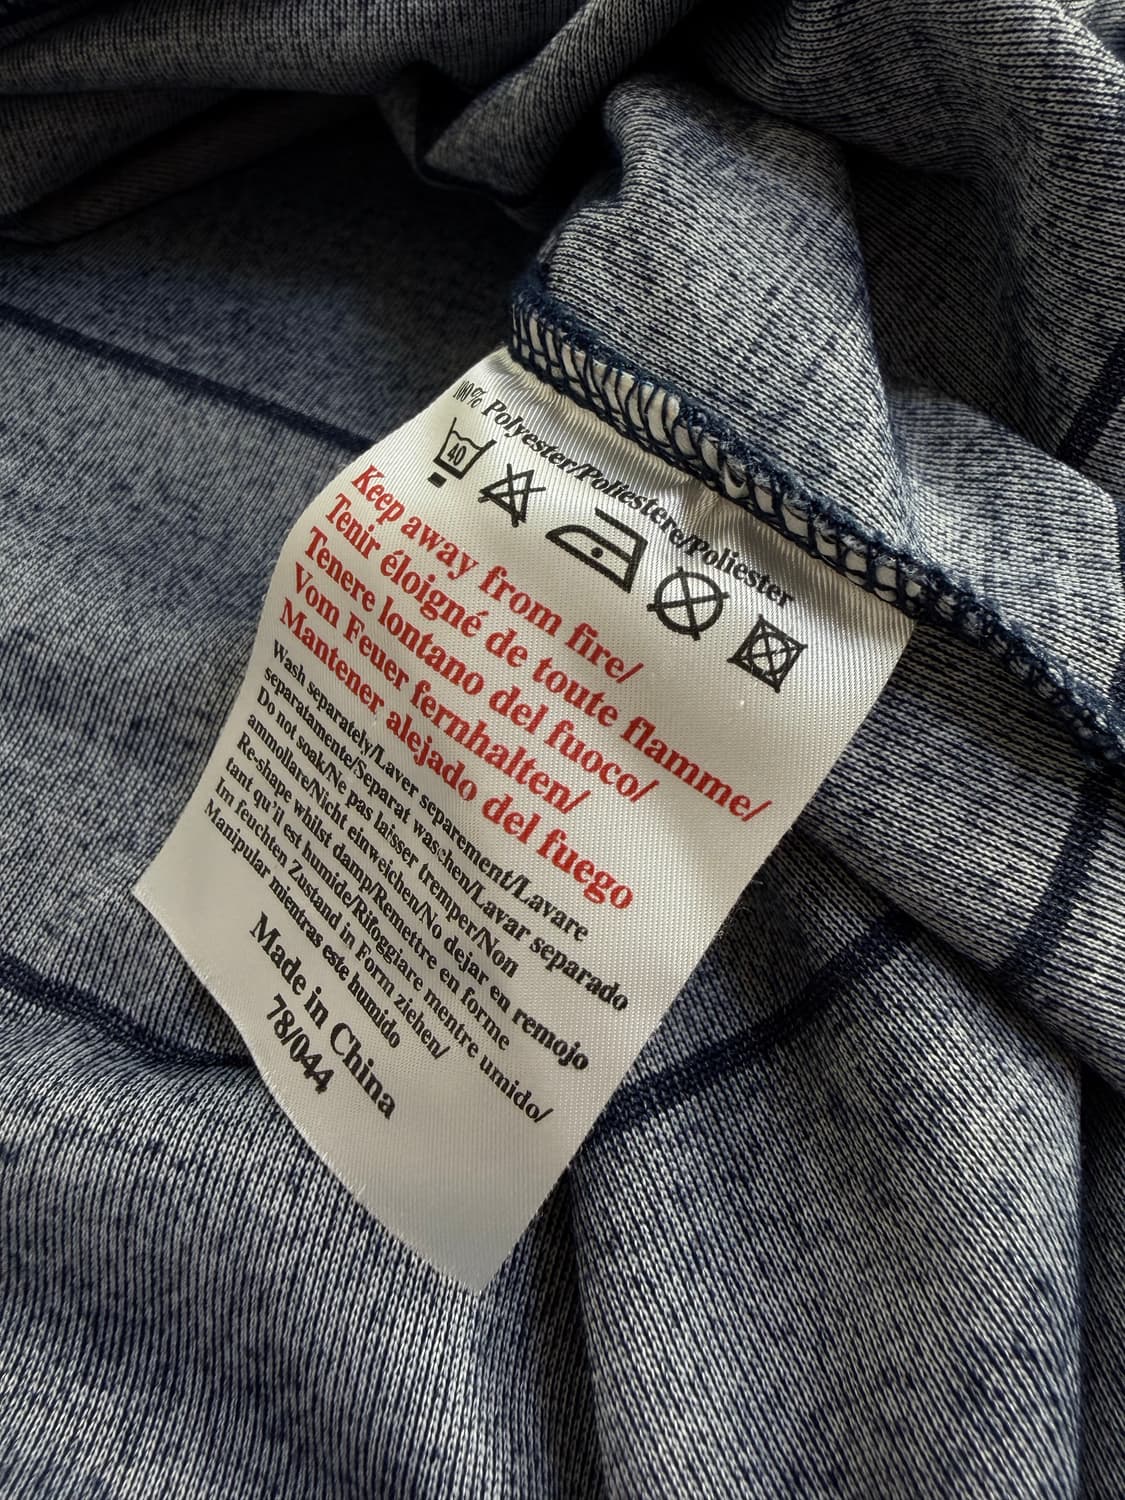 100% Polyester/Poliestere/Poliester
40
Keep away from fire/
Tenir éloigné de toute flamme/
Tenere lontano del fuoco/
Vom Feuer fernhalten/
Mantener alejado del fuego
Wash separately/Laver separement/Lavare
separatamente/Separat waschen/Lavar separado
Do not soak/Ne pas laisser tremper/Non
ammollare/Nicht einweichen/No dejar en remojo
Re-shape whilst damp/Remettre en forme
tant qu'il est humide/Rifoggiare mentre umido/
Im feuchten Zustand in Form ziehen/
Manipular mientras este humido
Made in China
78/044